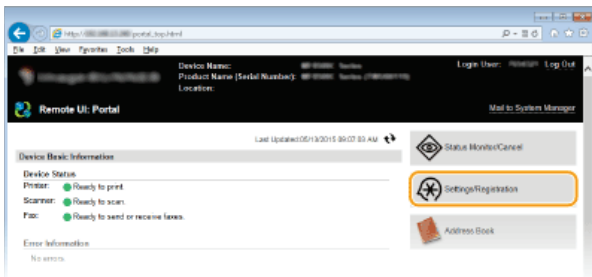 http://
portal_top.html
File Edit View Favorites Tools Help
Device Name: Series
Product Name (Serial Number): Series
Location:
Login User: Log Out
Remote UI: Portal
Mail to System Manager
Last Updated:05/13/2015 09:07:03 AM
Device Basic Information
Device Status
Printer: Ready to print.
Scanner: Ready to scan.
Fax: Ready to send or receive faxes.
Error Information
No errors.
Status Monitor/Cancel
Settings/Registration
Address Book